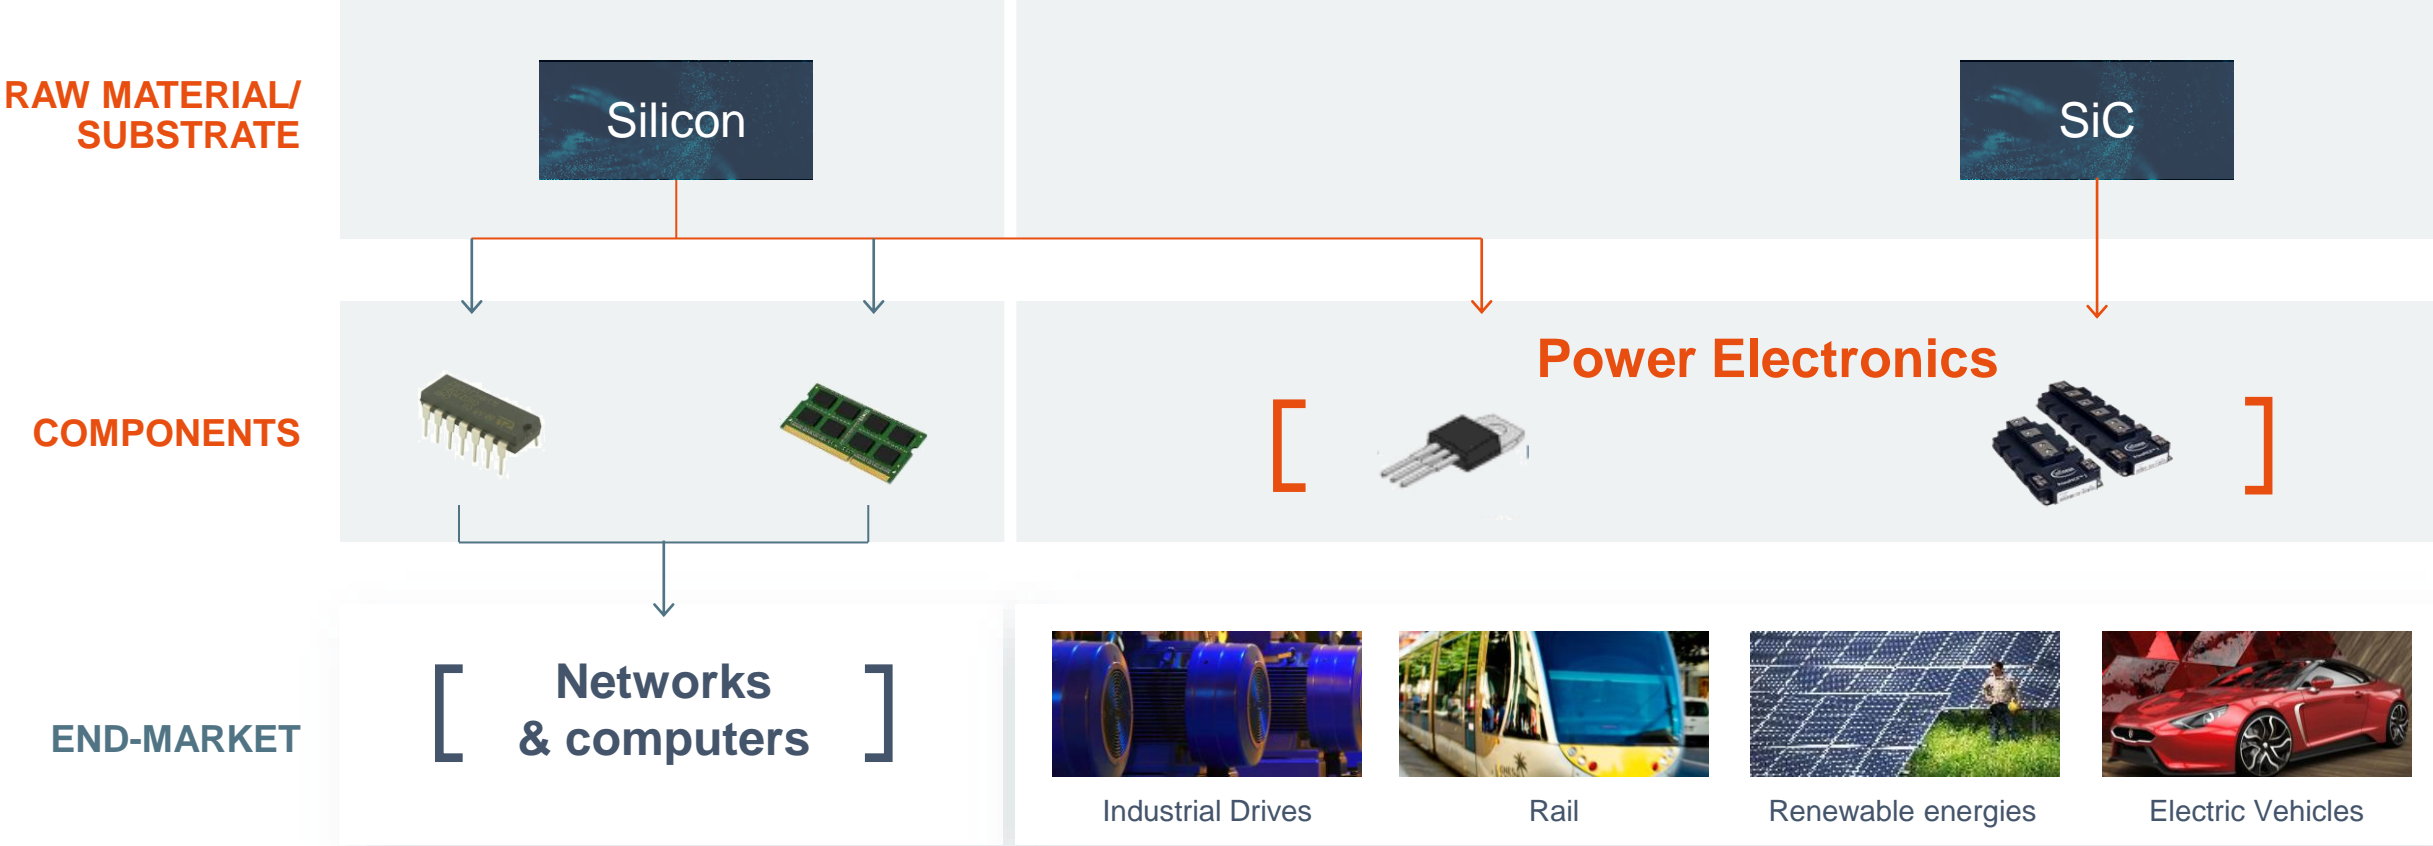 RAW MATERIAL/
SUBSTRATE
Silicon
SiC
COMPONENTS
Power Electronics
END-MARKET
Networks
& computers
Industrial Drives
Rail
Renewable energies
Electric Vehicles